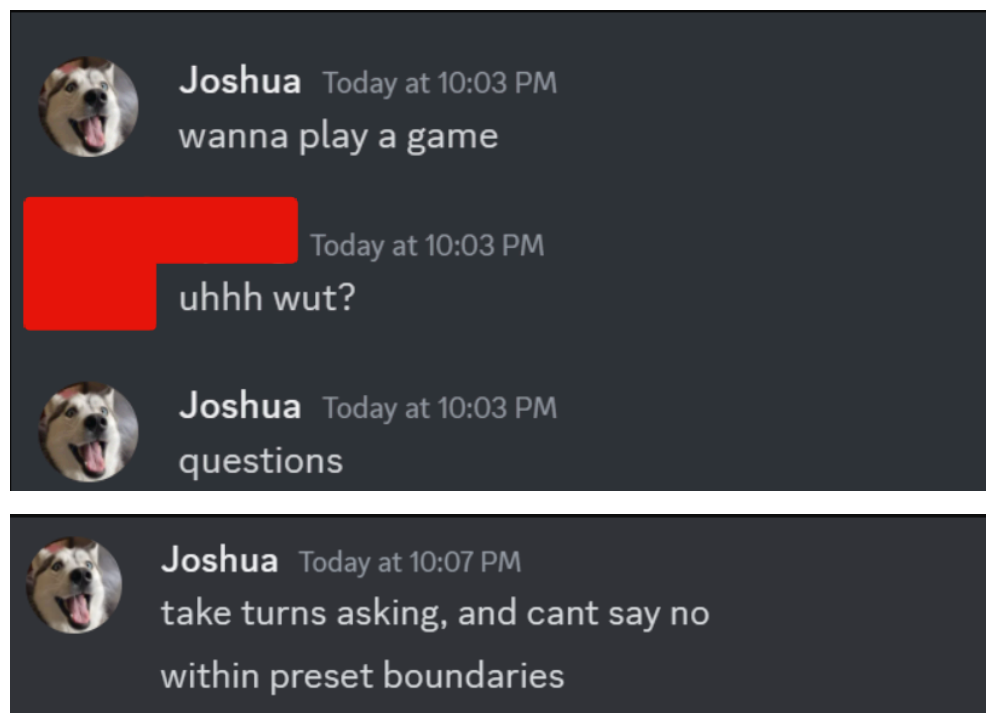 Joshua Today at 10:03 PM
wanna play a game
Today at 10:03 PM
uhhh wut?
Joshua Today at 10:03 PM
questions
Joshua Today at 10:07 PM
take turns asking, and cant say no
within preset boundaries